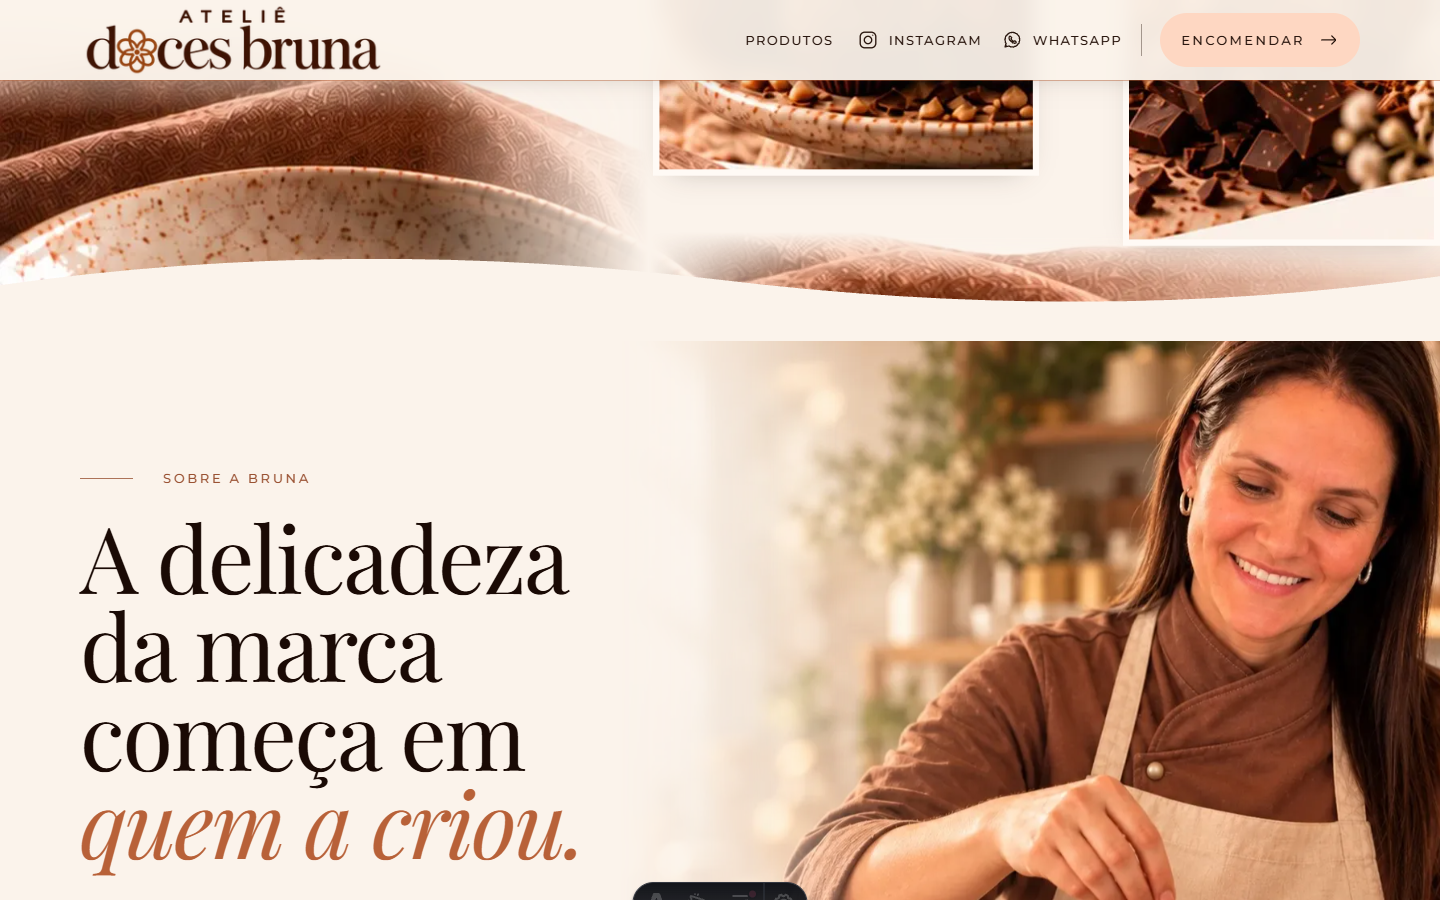 ATELIÊ
doces bruna
PRODUTOS
INSTAGRAM
WHATSAPP
ENCOMENDAR
SOBRE A BRUNA
A delicadeza
da marca
começa em
quem a criou.